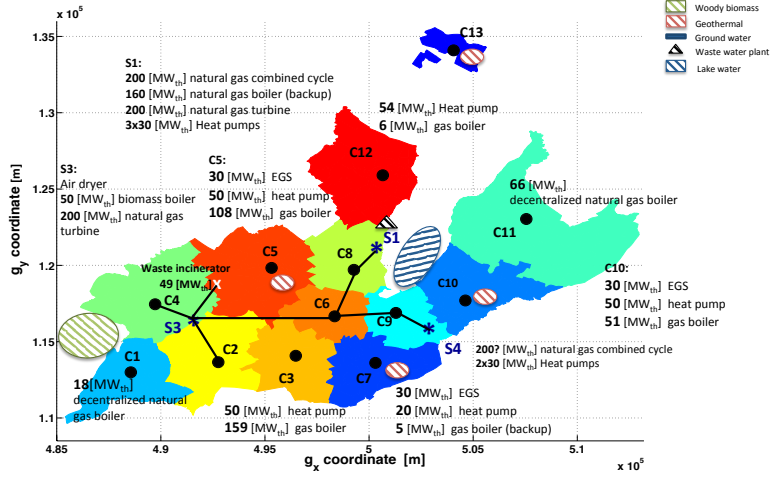 x 10⁵
1.35
1.3
1.25
1.2
1.15
1.1
g_y coordinate [m]
4.85
4.9
4.95
5
5.05
5.1
x 10⁵
g_x coordinate [m]
Woody biomass
Geothermal
Ground water
Waste water plant
Lake water
S1:
200 [MW_th] natural gas combined cycle
160 [MW_th] natural gas boiler (backup)
200 [MW_th] natural gas turbine
3x30 [MW_th] Heat pumps
C13
54 [MW_th] Heat pump
6 [MW_th] gas boiler
C12
S3:
Air dryer
50 [MW_th] biomass boiler
200 [MW_th] natural gas
turbine
C5:
30 [MW_th] EGS
50 [MW_th] heat pump
108 [MW_th] gas boiler
66 [MW_th]
decentralized natural gas boiler
C11
S1
C8
C5
Waste incinerator
49 [MW_th]
X
C4
S3
C6
C9
C10
S4
C10:
30 [MW_th] EGS
50 [MW_th] heat pump
51 [MW_th] gas boiler
200? [MW_th] natural gas combined cycle
2x30 [MW_th] Heat Pumps
C1
C2
C3
C7
18[MW_th]
decentralized natural
gas boiler
50 [MW_th] heat pump
159 [MW_th] gas boiler
30 [MW_th] EGS
20 [MW_th] heat pump
5 [MW_th] gas boiler (backup)